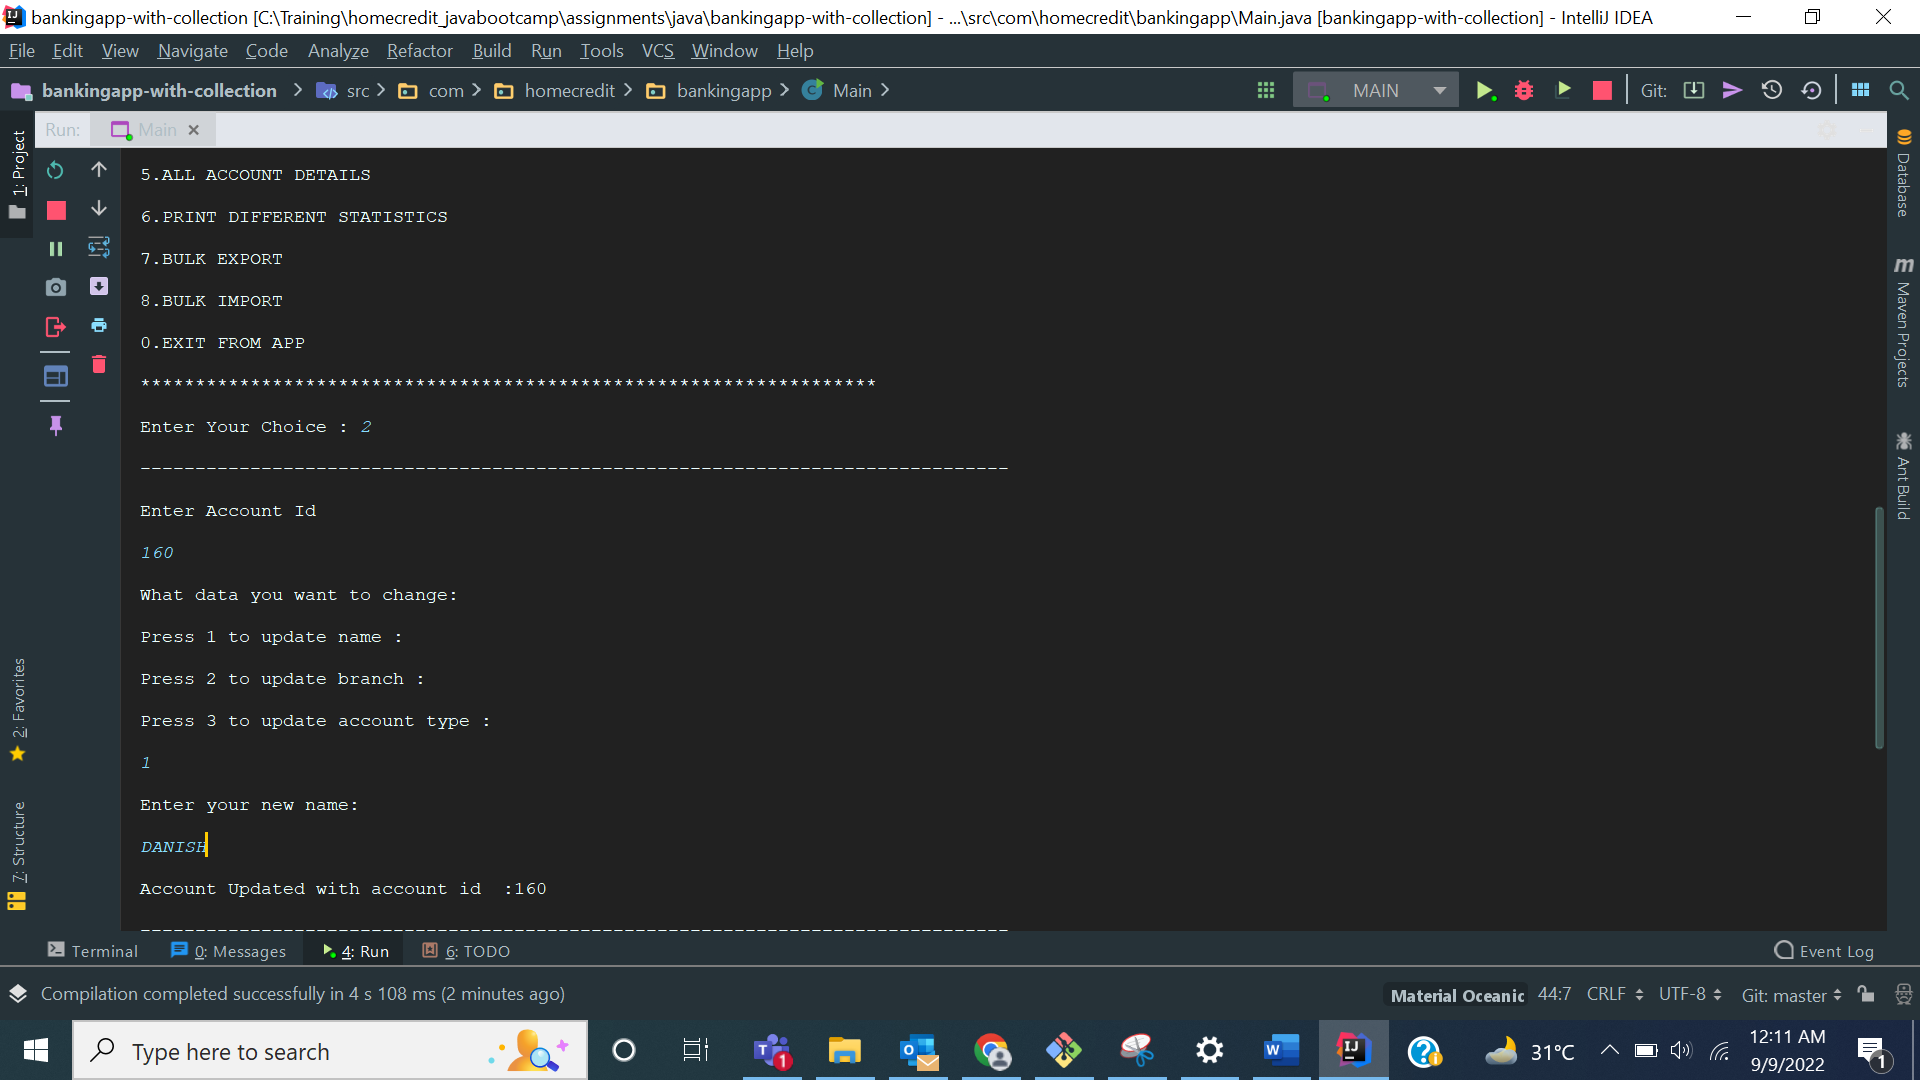 bankingapp-with-collection [C:\Training\homecredit_javabootcamp\assignments\java\bankingapp-with-collection] - ...\src\com\homecredit\bankingapp\Main.java [bankingapp-with-collection] - IntelliJ IDEA
File Edit View Navigate Code Analyze Refactor Build Run Tools VCS Window Help
bankingapp-with-collection src com homecredit bankingapp Main MAIN Git:
Run: Main
1: Project
5.ALL ACCOUNT DETAILS
6.PRINT DIFFERENT STATISTICS
7.BULK EXPORT
8.BULK IMPORT
0.EXIT FROM APP
*******************************************************************
Enter Your Choice : 2
-------------------------------------------------------------------------------
Enter Account Id
160
What data you want to change:
Press 1 to update name :
Press 2 to update branch :
Press 3 to update account type :
1
Enter your new name:
DANISH
Account Updated with account id  :160
-------------------------------------------------------------------------------
2: Favorites
7: Structure
Database
m Maven Projects
Ant Build
Terminal 0: Messages 4: Run 6: TODO Event Log
Compilation completed successfully in 4 s 108 ms (2 minutes ago) Material Oceanic 44:7 CRLF UTF-8 Git: master
Type here to search 31°C 12:11 AM
9/9/2022
1
1